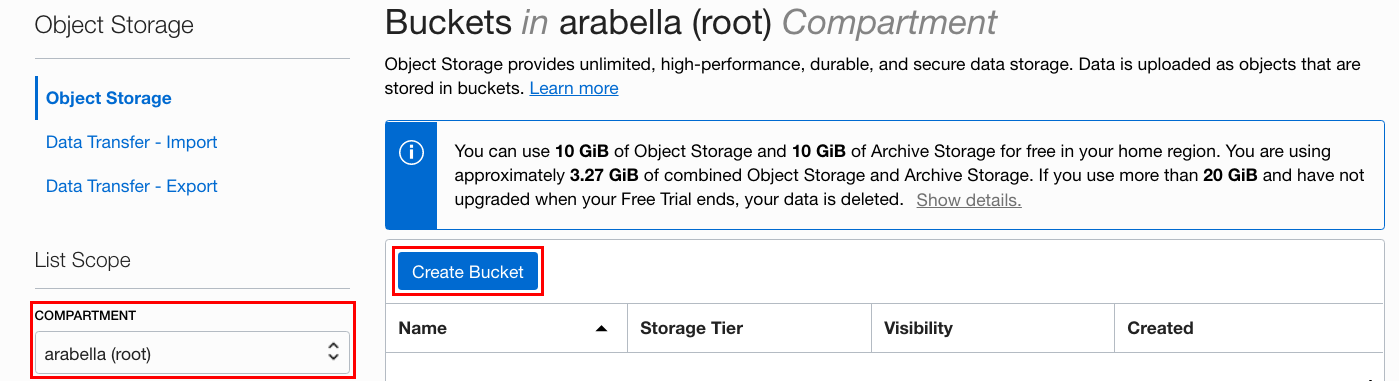 Object Storage
Object Storage
Data Transfer - Import
Data Transfer - Export
List Scope
COMPARTMENT
arabella (root)
Buckets in arabella (root) Compartment
Object Storage provides unlimited, high-performance, durable, and secure data storage. Data is uploaded as objects that are
stored in buckets. Learn more
You can use 10 GiB of Object Storage and 10 GiB of Archive Storage for free in your home region. You are using
approximately 3.27 GiB of combined Object Storage and Archive Storage. If you use more than 20 GiB and have not
upgraded when your Free Trial ends, your data is deleted. Show details.
Create Bucket
Name Storage Tier Visibility Created